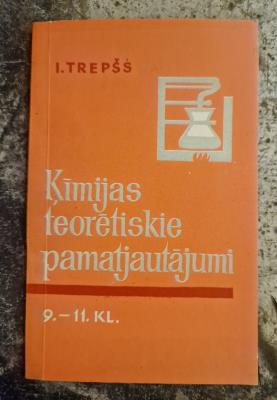 I. TREPŠS
Ķīmijas
teorētiskie
pamatjautājumi
9.–11. KL.